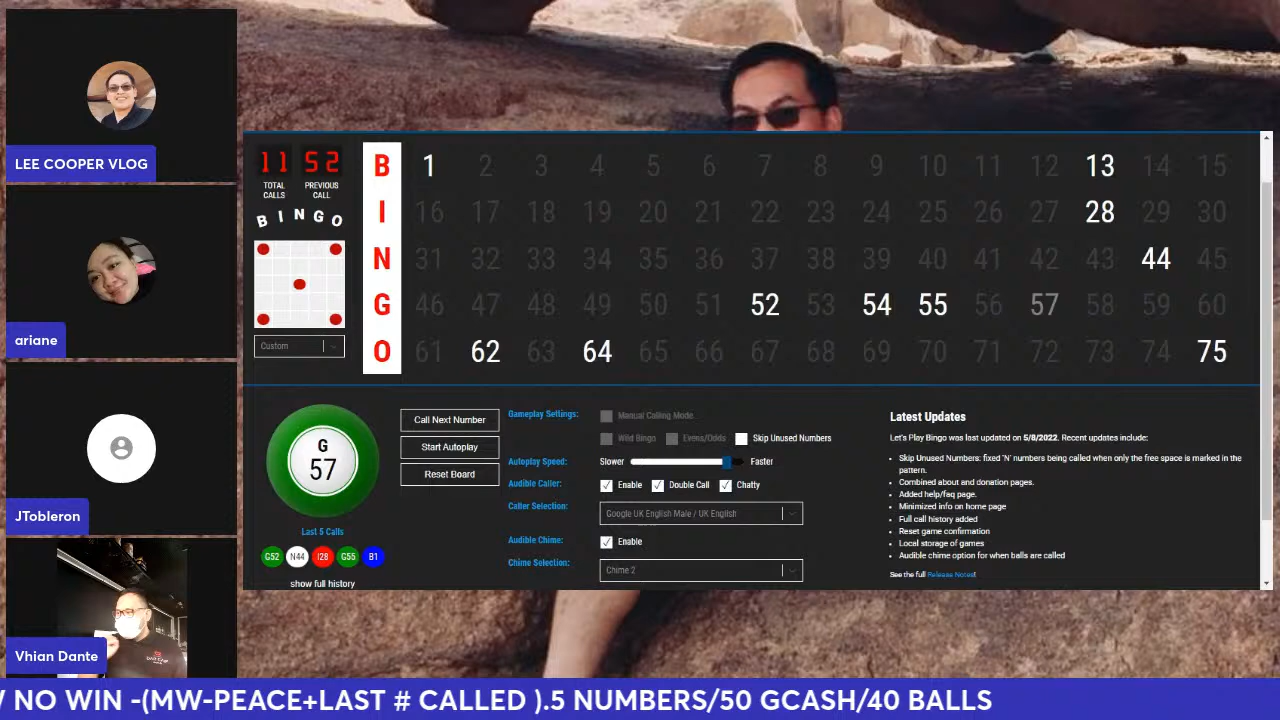 LEE COOPER VLOG
ariane
JTobleron
Vhian Dante
11 52
TOTAL CALLS PREVIOUS CALL
BINGO
Custom
B 1 2 3 4 5 6 7 8 9 10 11 12 13 14 15
I 16 17 18 19 20 21 22 23 24 25 26 27 28 29 30
N 31 32 33 34 35 36 37 38 39 40 41 42 43 44 45
G 46 47 48 49 50 51 52 53 54 55 56 57 58 59 60
O 61 62 63 64 65 66 67 68 69 70 71 72 73 74 75
G
57
Last 5 Calls
G52 N44 I28 G55 B1
show full history
Call Next Number
Start Autoplay
Reset Board
Gameplay Settings: Manual Calling Mode
Wild Bingo Evens/Odds Skip Unused Numbers
Autoplay Speed: Slower Faster
Audible Caller: Enable Double Call Chatty
Caller Selection: Google UK English Male / UK English
Audible Chime: Enable
Chime Selection: Chime 2
Latest Updates
Let's Play Bingo was last updated on 5/8/2022. Recent updates include:
Skip Unused Numbers: fixed 'N' numbers being called when only the free space is marked in the
pattern.
Combined about and donation pages.
Added help/faq page.
Minimized info on home page
Full call history added
Reset game confirmation
Local storage of games
Audible chime option for when balls are called
See the full Release Notes!
NO WIN -(MW-PEACE+LAST # CALLED ).5 NUMBERS/50 GCASH/40 BALLS